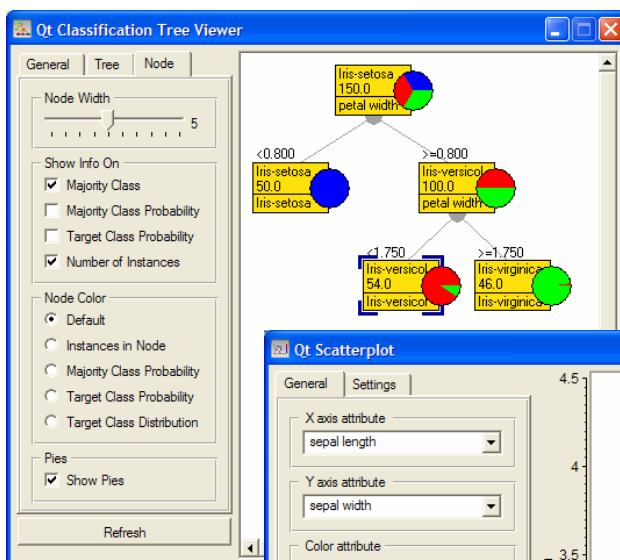 Qt Classification Tree Viewer
General Tree Node
Node Width
5
Show Info On
Majority Class
Majority Class Probability
Target Class Probability
Number of Instances
Node Color
Default
Instances in Node
Majority Class Probability
Target Class Probability
Target Class Distribution
Pies
Show Pies
Refresh
Iris-setosa
150.0
petal width
<0.800
Iris-setosa
50.0
Iris-setosa
>=0.800
Iris-versicol
100.0
petal width
<1.750
Iris-versicol
54.0
Iris-versicol
>=1.750
Iris-virginica
46.0
Iris-virginica
Qt Scatterplot
General Settings
X axis attribute
sepal length
Y axis attribute
sepal width
Color attribute
4.5
4
3.5